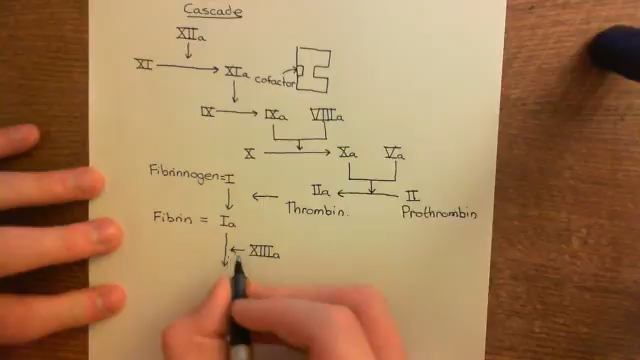 Cascade
XIIa
XI
XIa
cofactor
IX
IXa
VIIIa
X
Xa
Va
Fibrinnogen=I
IIa
II
Thrombin.
Prothrombin
Fibrin = Ia
XIIIa